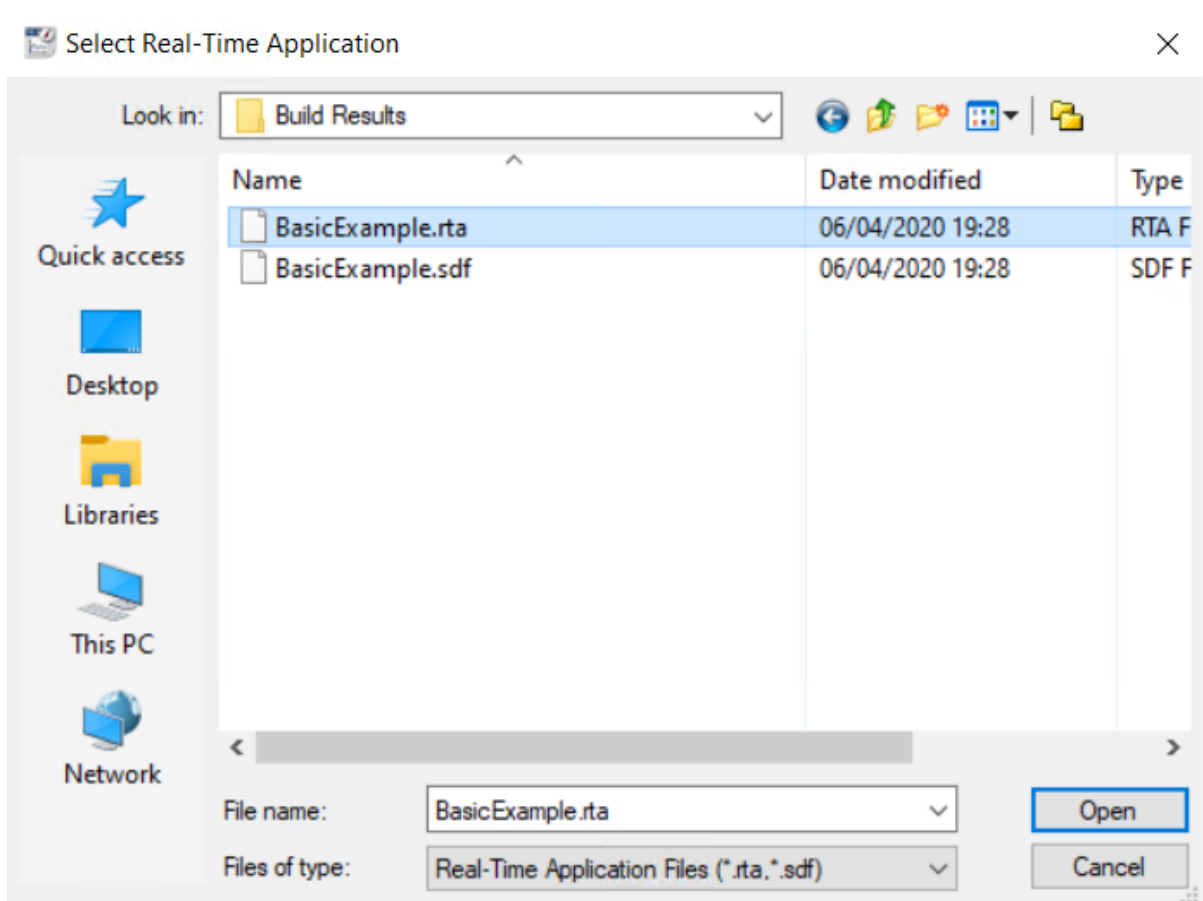 Select Real-Time Application
Look in: Build Results
Name Date modified Type
BasicExample.rta 06/04/2020 19:28 RTA F
BasicExample.sdf 06/04/2020 19:28 SDF F
Quick access
Desktop
Libraries
This PC
Network
File name: BasicExample.rta Open
Files of type: Real-Time Application Files (*.rta,*.sdf) Cancel